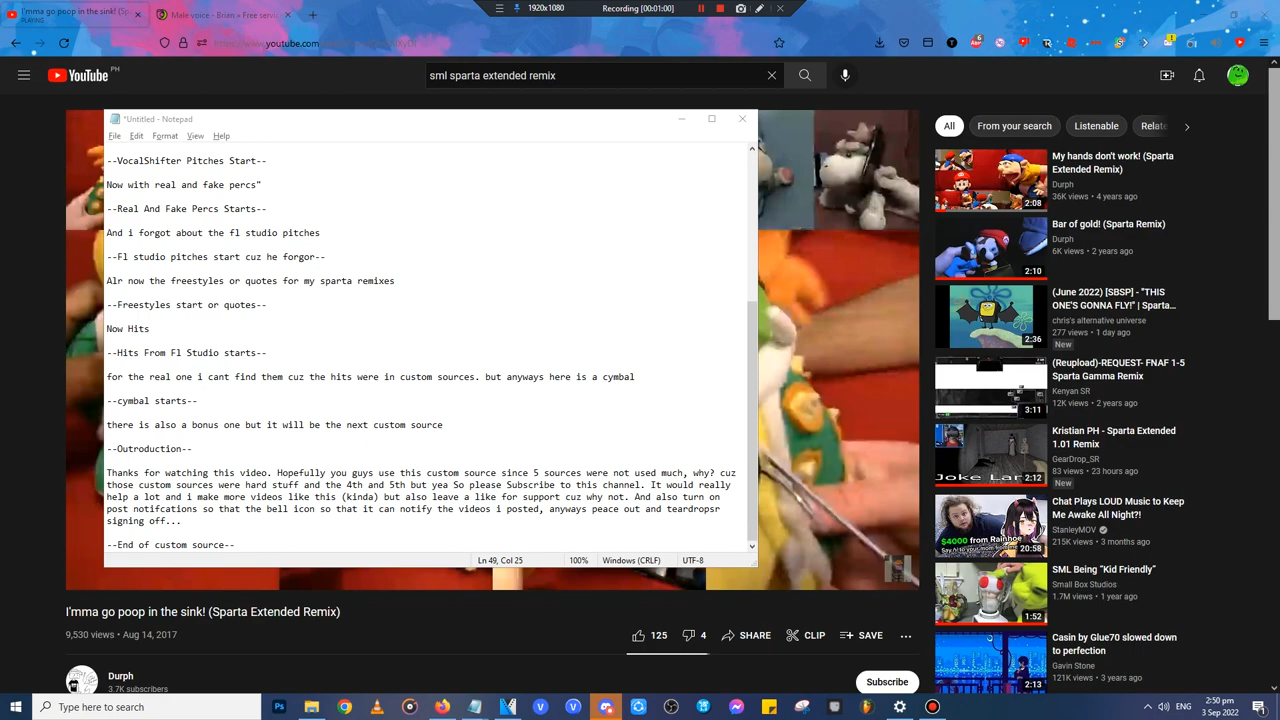 I'mma go poop in the sink! (Sp
PLAYING
Male voice - Brian » Free servi
1920x1080
Recording [00:01:00]
https://www.youtube.com
YouTube PH
sml sparta extended remix
*Untitled - Notepad
File Edit Format View Help
--VocalShifter Pitches Start--
Now with real and fake percs"
--Real And Fake Percs Starts--
And i forgot about the fl studio pitches
--Fl studio pitches start cuz he forgor--
Alr now the freestyles or quotes for my sparta remixes
--Freestyles start or quotes--
Now Hits
--Hits From Fl Studio starts--
for the real one i cant find them cuz the hits were in custom sources. but anyways here is a cymbal
--cymbal starts--
there is also a bonus one but it will be the next custom source
--Outroduction--
Thanks for watching this video. Hopefully you guys use this custom source since 5 sources were not used much, why? cuz
those custom sources were hard stuff and the 4th and 5th but yea So please Subscribe to this channel. It would really
help a lot and i make more videos like this (kinda) but also leave a like for support cuz why not. And also turn on
post notifcations so that the bell icon so that it can notify the videos i posted, anyways peace out and teardropsr
signing off...
--End of custom source--
Ln 49, Col 25
100%
Windows (CRLF)
UTF-8
I'mma go poop in the sink! (Sparta Extended Remix)
9,530 views • Aug 14, 2017
125
4
SHARE
CLIP
SAVE
Durph
3.7K subscribers
Subscribe
All
From your search
Listenable
Relate
My hands don't work! (Sparta
Extended Remix)
Durph
36K views • 4 years ago
2:08
Bar of gold! (Sparta Remix)
Durph
6K views • 2 years ago
2:10
(June 2022) [SBSP] - "THIS
ONE'S GONNA FLY!" | Sparta...
chris's alternative universe
277 views • 1 day ago
New
2:36
(Reupload)-REQUEST- FNAF 1-5
Sparta Gamma Remix
Kenyan SR
12K views • 2 years ago
3:11
Kristian PH - Sparta Extended
1.01 Remix
GearDrop_SR
83 views • 23 hours ago
New
Joke Lar
2:12
Chat Plays LOUD Music to Keep
Me Awake All Night?!
StanleyMOV
215K views • 3 months ago
$4000 from Rainhoe
20:58
SML Being “Kid Friendly”
Small Box Studios
1.7M views • 1 year ago
1:52
Casin by Glue70 slowed down
to perfection
Gavin Stone
121K views • 3 years ago
2:13
Type here to search
ENG
2:50 pm
3 Sep 2022